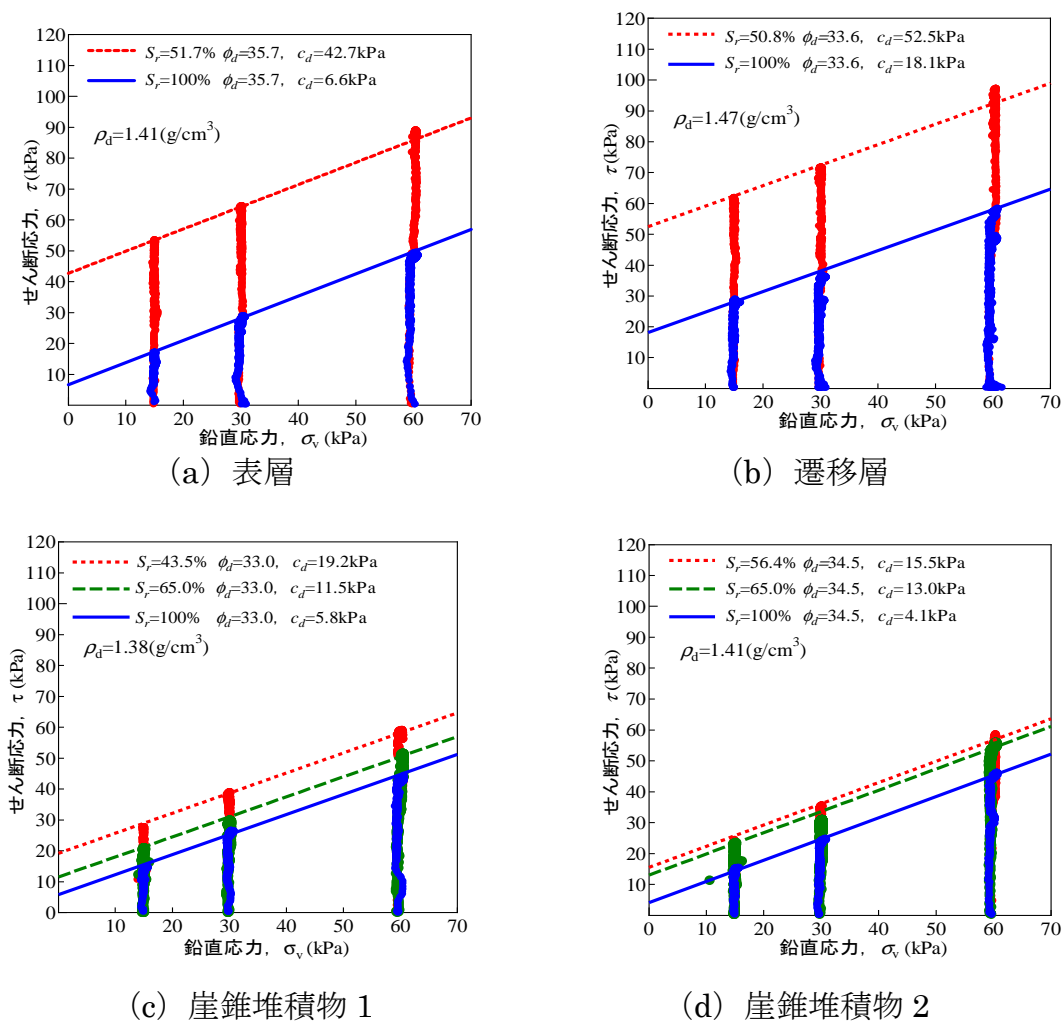 S_r=51.7% ϕ_d=35.7, c_d=42.7kPa
S_r=100% ϕ_d=35.7, c_d=6.6kPa
ρ_d=1.41(g/cm³)
せん断応力, τ(kPa)
120
110
100
90
80
70
60
50
40
30
20
10
0 10 20 30 40 50 60 70
鉛直応力, σ_v (kPa)
(a) 表層
S_r=50.8% ϕ_d=33.6, c_d=52.5kPa
S_r=100% ϕ_d=33.6, c_d=18.1kPa
ρ_d=1.47(g/cm³)
せん断応力, τ(kPa)
120
110
100
90
80
70
60
50
40
30
20
10
0 10 20 30 40 50 60 70
鉛直応力, σ_v (kPa)
(b) 遷移層
S_r=43.5% ϕ_d=33.0, c_d=19.2kPa
S_r=65.0% ϕ_d=33.0, c_d=11.5kPa
S_r=100% ϕ_d=33.0, c_d=5.8kPa
ρ_d=1.38(g/cm³)
せん断応力, τ (kPa)
120
110
100
90
80
70
60
50
40
30
20
10
0
10 20 30 40 50 60 70
鉛直応力, σ_v (kPa)
(c) 崖錐堆積物 1
S_r=56.4% ϕ_d=34.5, c_d=15.5kPa
S_r=65.0% ϕ_d=34.5, c_d=13.0kPa
S_r=100% ϕ_d=34.5, c_d=4.1kPa
ρ_d=1.41(g/cm³)
せん断応力, τ(kPa)
120
110
100
90
80
70
60
50
40
30
20
10
0 10 20 30 40 50 60 70
鉛直応力, σ_v (kPa)
(d) 崖錐堆積物 2